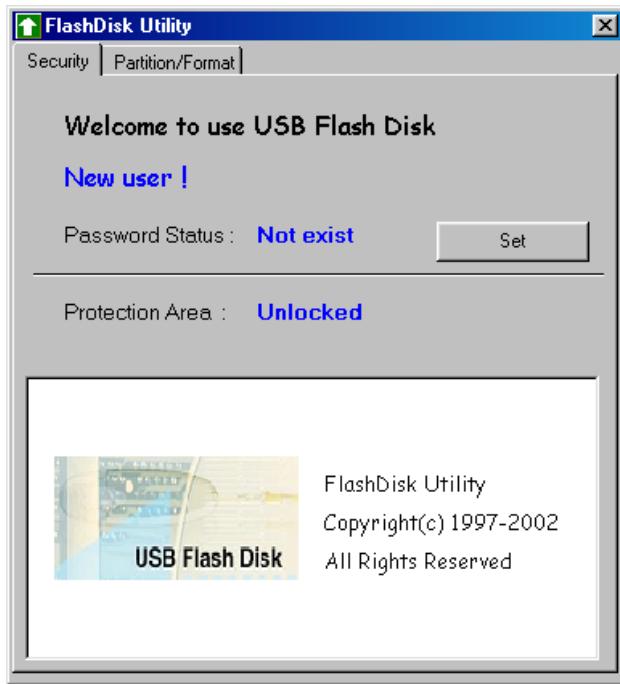 FlashDisk Utility
Security Partition/Format
Welcome to use USB Flash Disk
New user !
Password Status : Not exist Set
Protection Area : Unlocked
USB Flash Disk
FlashDisk Utility
Copyright(c) 1997-2002
All Rights Reserved